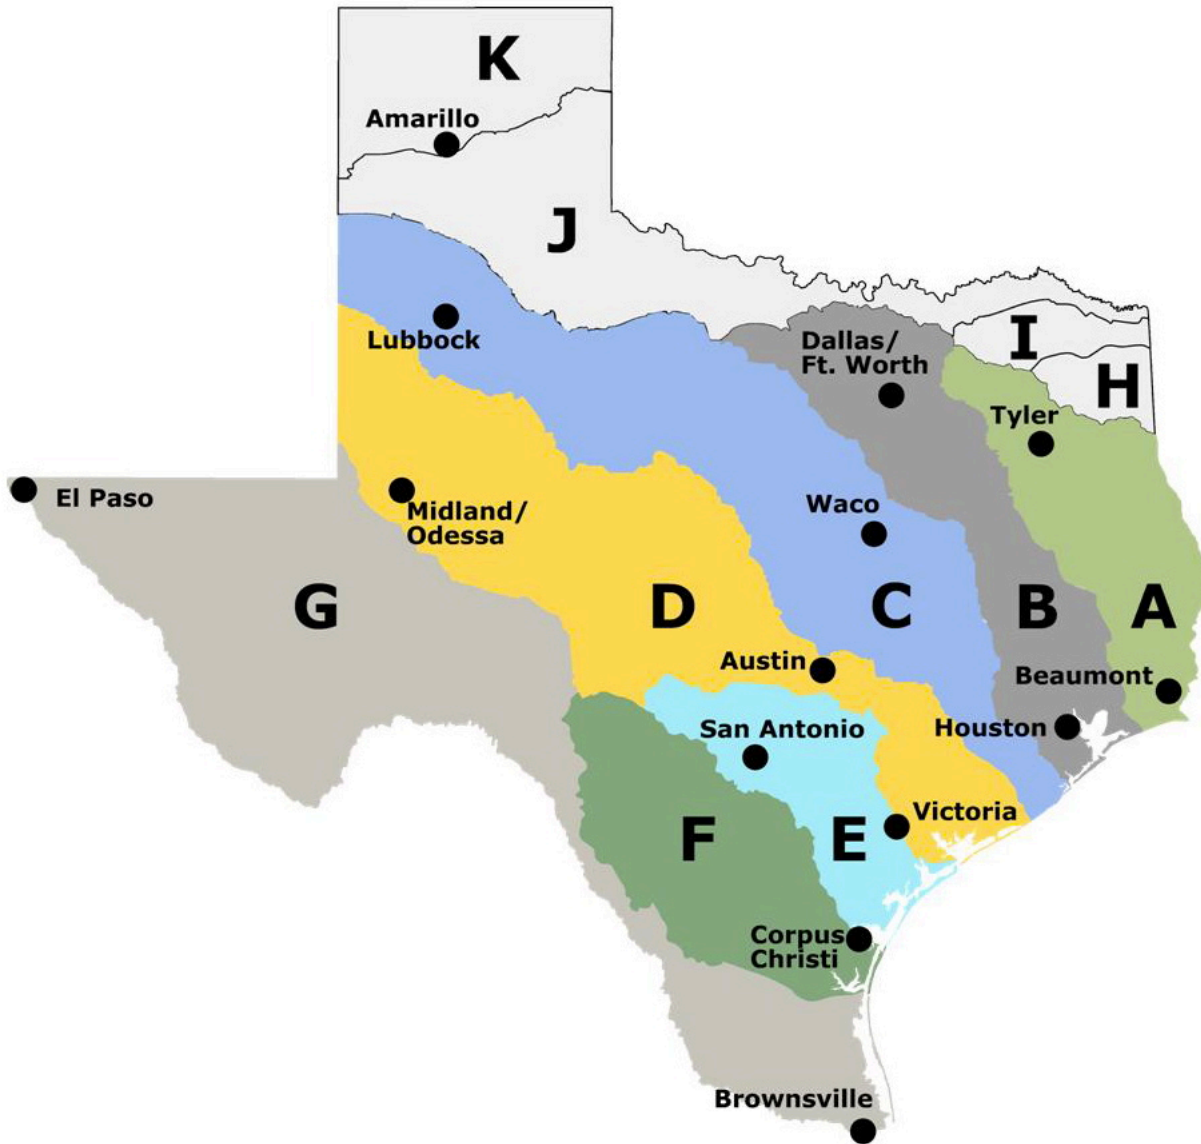 K
Amarillo
J
Lubbock
Dallas/
Ft. Worth
I
H
Tyler
El Paso
Midland/
Odessa
Waco
G
D
C
B
A
Austin
Beaumont
San Antonio
Houston
F
E
Victoria
Corpus
Christi
Brownsville